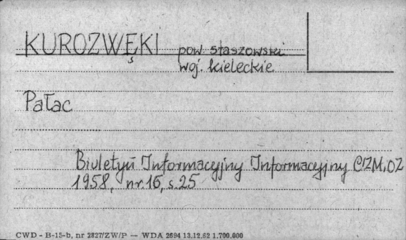 KUROZWĘKI pow. staszowski
woj. kieleckie
Pałac
Biuletyn Informacyjny Informacyjny CZM.OZ
1958, nr. 16, s. 25
CWD - B-15-b, nr 2827/ZW/P — WDA 2694 13.12.62 1.700.000